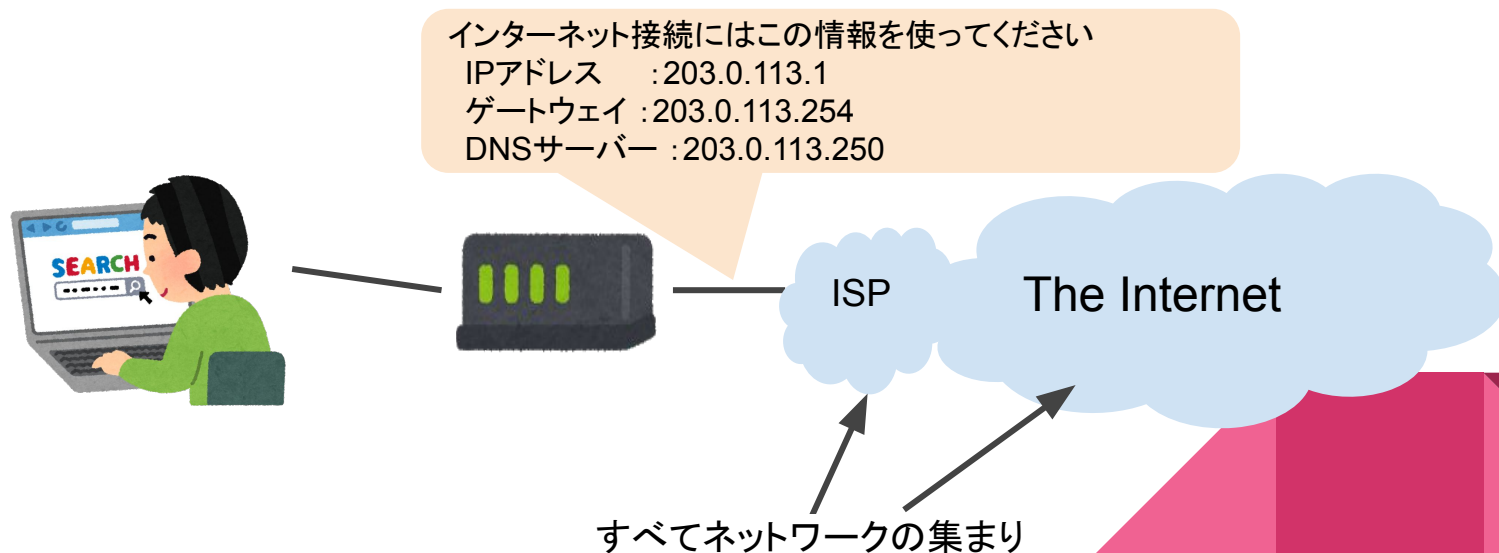 インターネット接続にはこの情報を使ってください
IPアドレス　：203.0.113.1
ゲートウェイ：203.0.113.254
DNSサーバー：203.0.113.250
SEARCH
ISP
The Internet
すべてネットワークの集まり